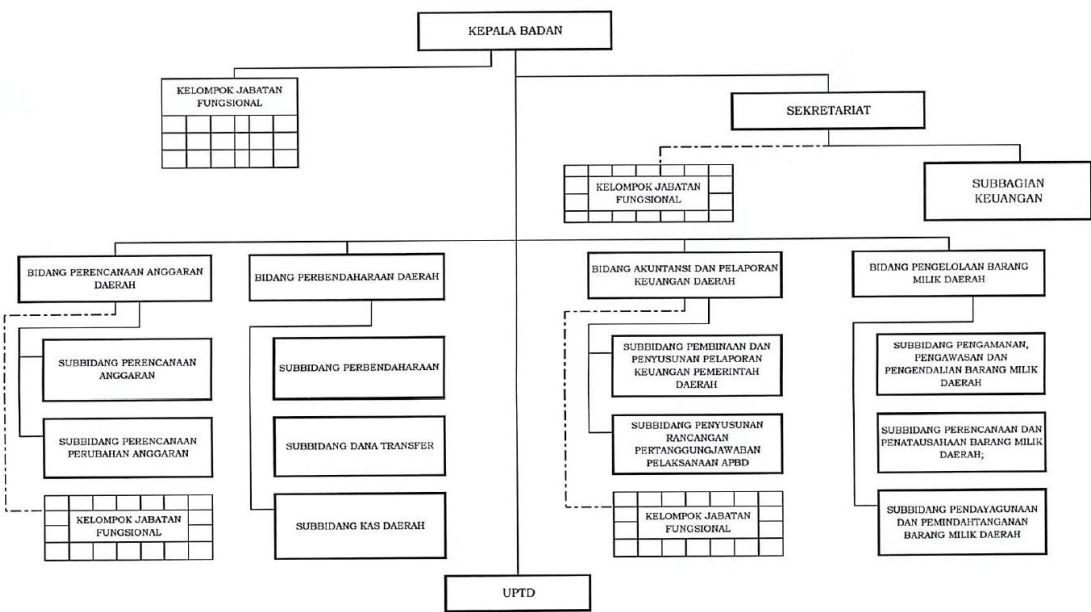 KEPALA BADAN
KELOMPOK JABATAN
FUNGSIONAL
SEKRETARIAT
KELOMPOK JABATAN
FUNGSIONAL
SUBBAGIAN
KEUANGAN
BIDANG PERENCANAAN ANGGARAN
DAERAH
BIDANG PERBENDAHARAAN DAERAH
BIDANG AKUNTANSI DAN PELAPORAN
KEUANGAN DAERAH
BIDANG PENGELOLAAN BARANG
MILIK DAERAH
SUBBIDANG PERENCANAAN
ANGGARAN
SUBBIDANG PERENCANAAN
PERUBAHAN ANGGARAN
KELOMPOK JABATAN
FUNGSIONAL
SUBBIDANG PERBENDAHARAAN
SUBBIDANG DANA TRANSFER
SUBBIDANG KAS DAERAH
SUBBIDANG PEMBINAAN DAN
PENYUSUNAN PELAPORAN
KEUANGAN PEMERINTAH
DAERAH
SUBBIDANG PENYUSUNAN
RANCANGAN
PERTANGGUNGJAWABAN
PELAKSANAAN APBD
KELOMPOK JABATAN
FUNGSIONAL
SUBBIDANG PENGAMANAN,
PENGAWASAN DAN
PENGENDALIAN BARANG MILIK
DAERAH
SUBBIDANG PERENCANAAN DAN
PENATAUSAHAAN BARANG MILIK
DAERAH;
SUBBIDANG PENDAYAGUNAAN
DAN PEMINDAHTANGANAN
BARANG MILIK DAERAH
UPTD